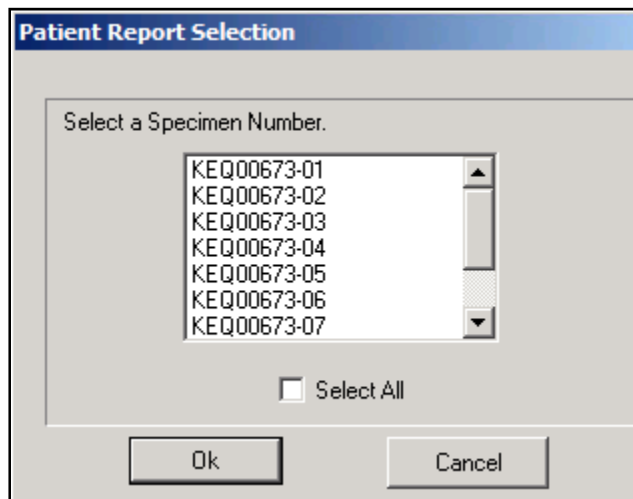 Patient Report Selection
Select a Specimen Number.
KEQ00673-01
KEQ00673-02
KEQ00673-03
KEQ00673-04
KEQ00673-05
KEQ00673-06
KEQ00673-07
Select All
Ok
Cancel